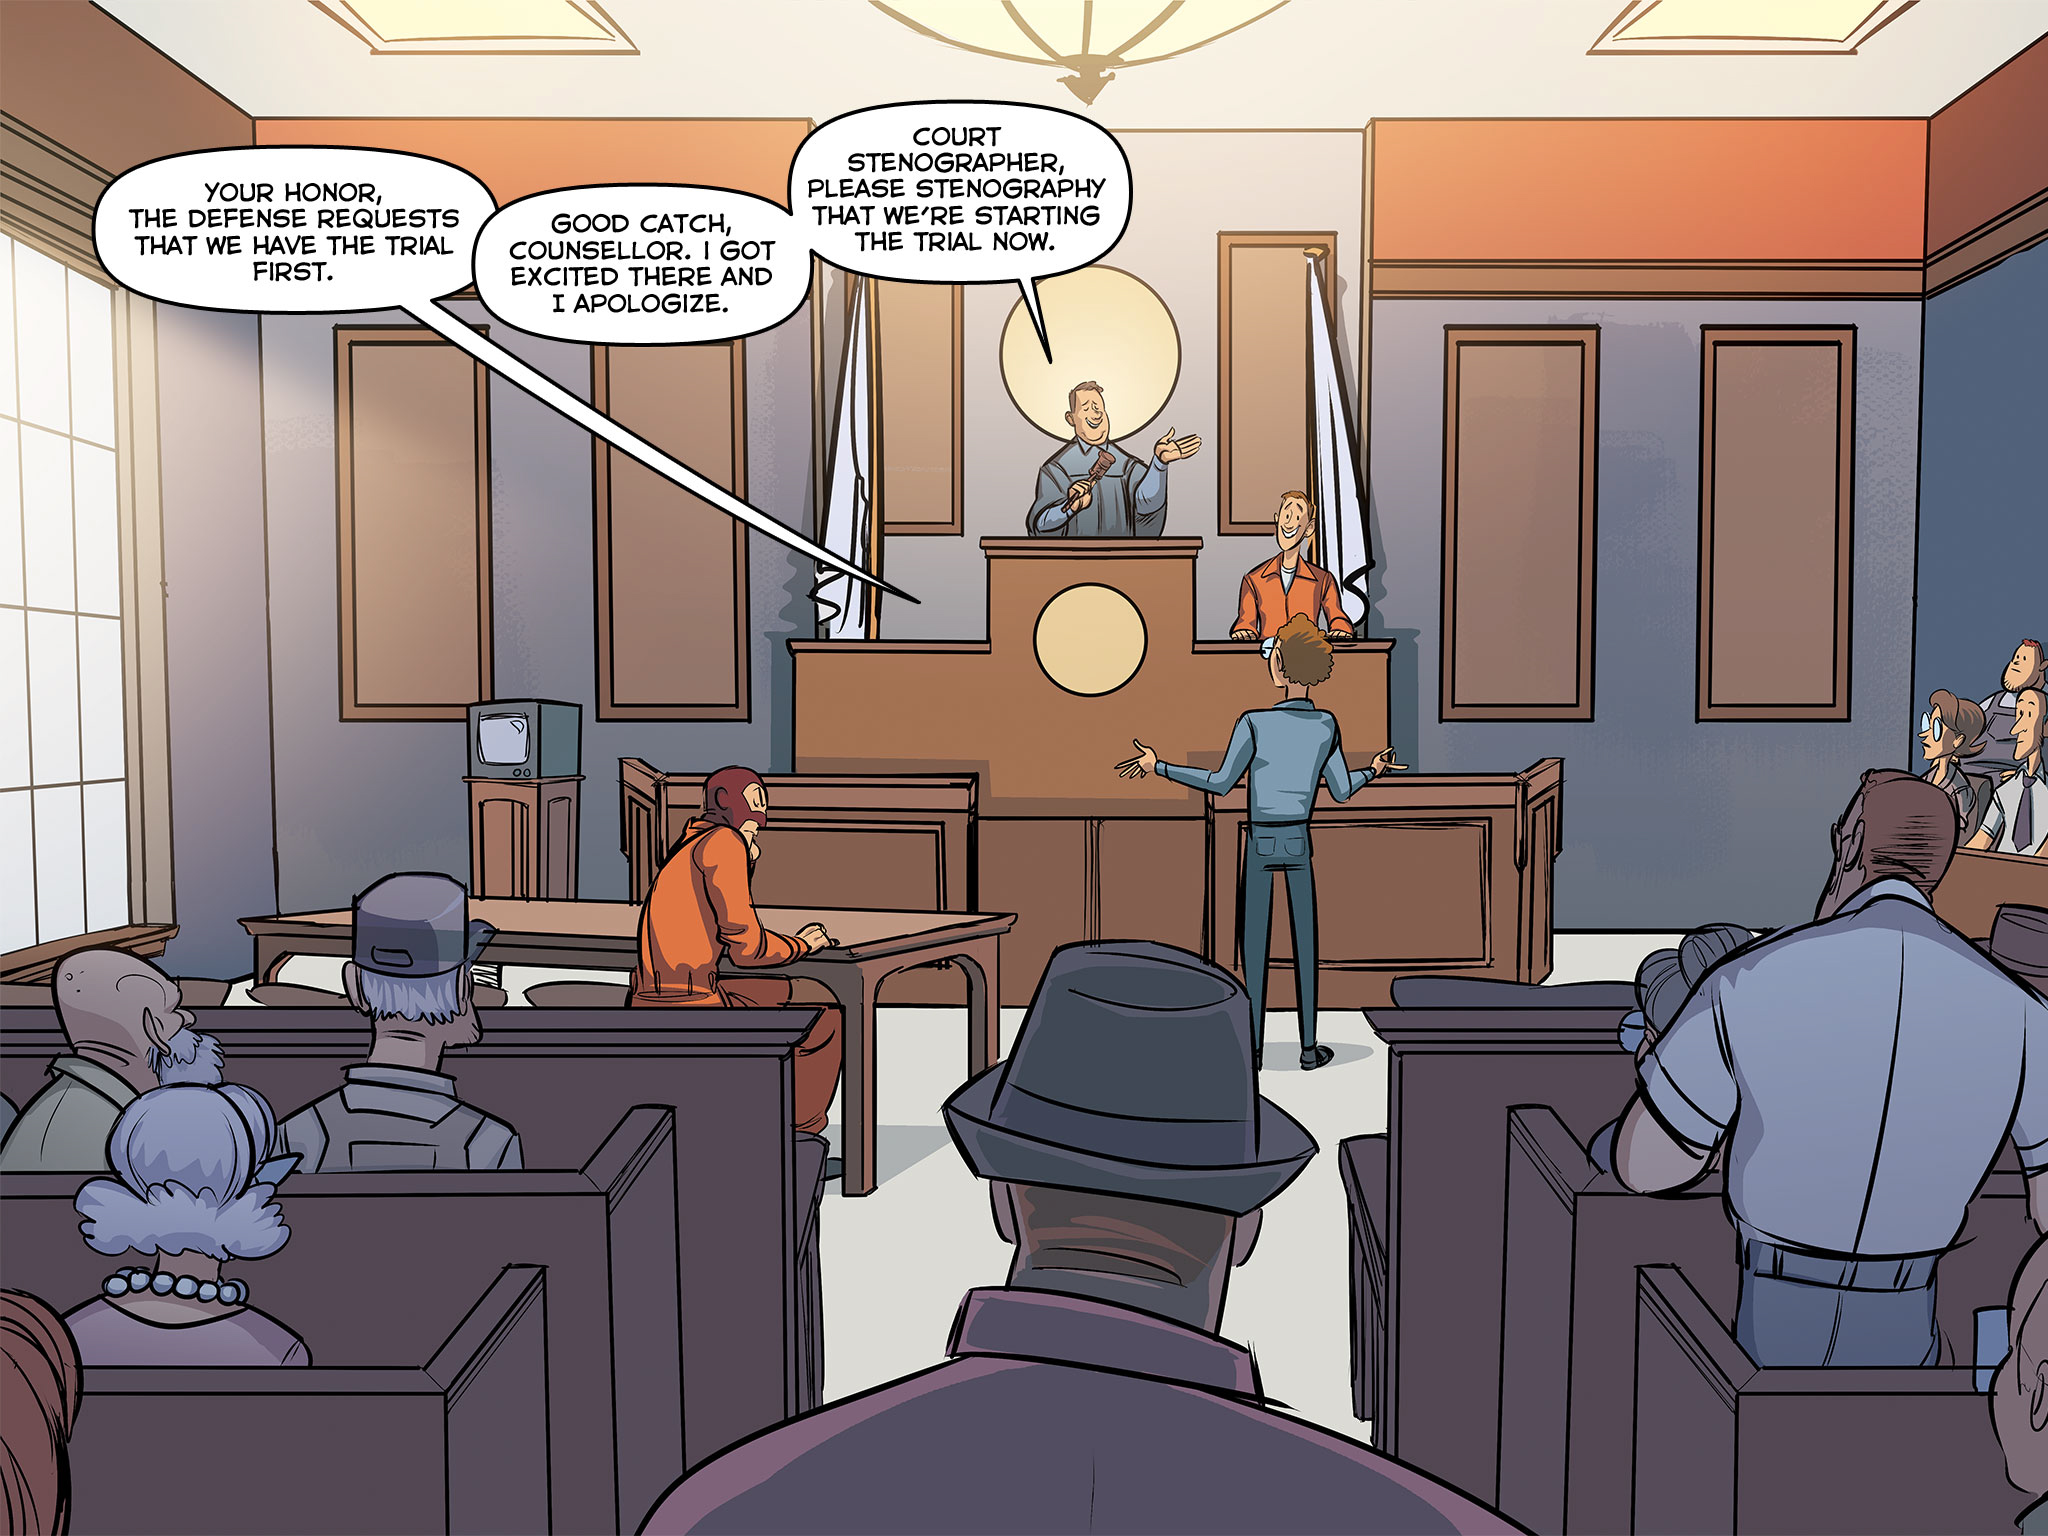 YOUR HONOR,
THE DEFENSE REQUESTS
THAT WE HAVE THE TRIAL
FIRST.
GOOD CATCH,
COUNSELLOR. I GOT
EXCITED THERE AND
I APOLOGIZE.
COURT
STENOGRAPHER,
PLEASE STENOGRAPHY
THAT WE'RE STARTING
THE TRIAL NOW.